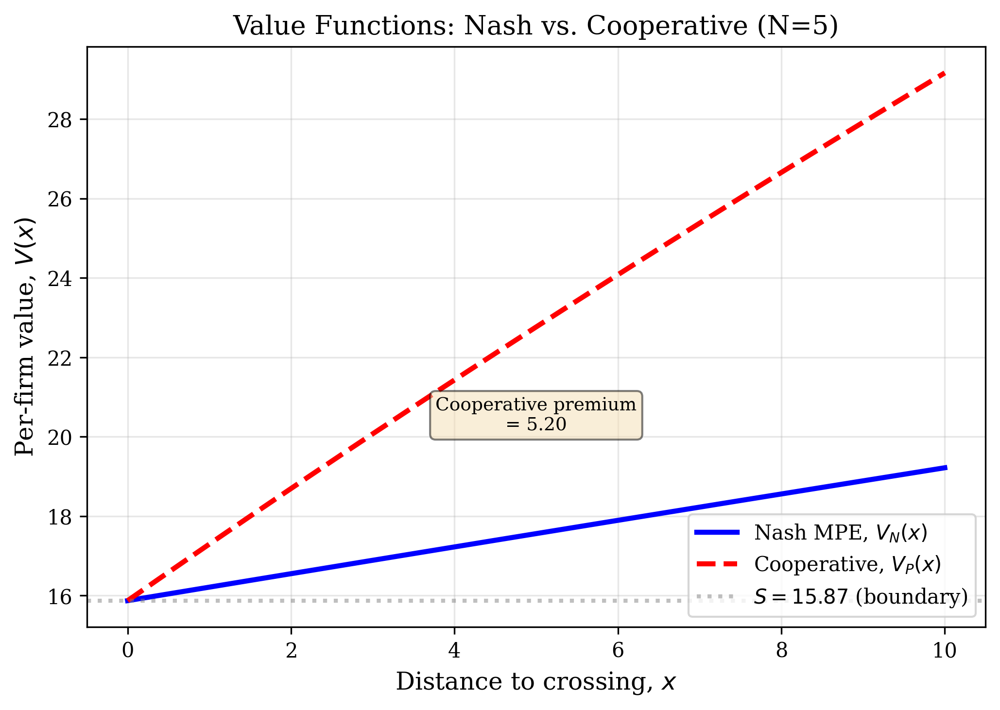 Value Functions: Nash vs. Cooperative (N=5)
Per-firm value, V(x)
28
26
24
22
20
18
16
Cooperative premium
= 5.20
Nash MPE, V_N(x)
Cooperative, V_P(x)
S = 15.87 (boundary)
0 2 4 6 8 10
Distance to crossing, x